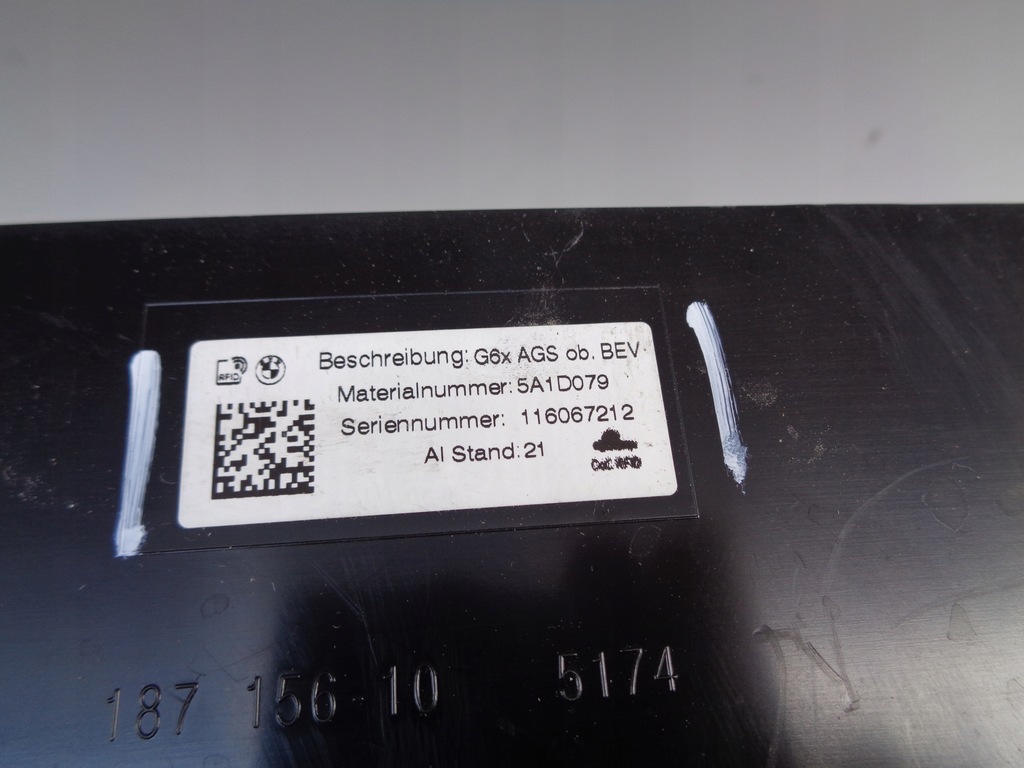 RFID
Beschreibung: G6x AGS ob. BEV
Materialnummer: 5A1D079
Seriennummer: 116067212
AI Stand: 21
187 156-10 5174